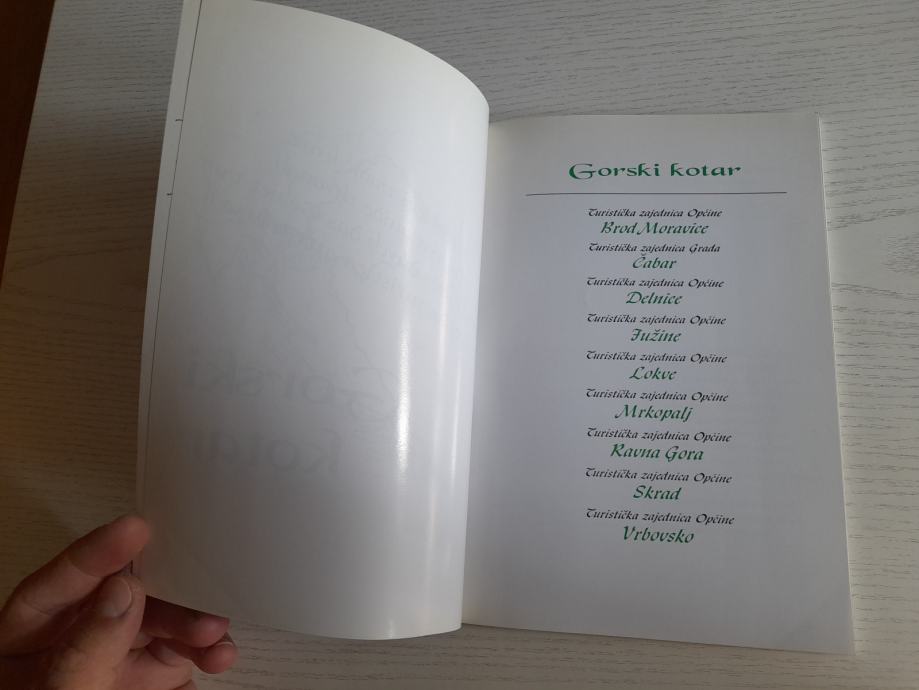 Gorski kotar
Turistička zajednica Općine
Brod Moravice
Turistička zajednica Grada
Čabar
Turistička zajednica Općine
Delnice
Turistička zajednica Općine
Fužine
Turistička zajednica Općine
Lokve
Turistička zajednica Općine
Mrkopalj
Turistička zajednica Općine
Ravna Gora
Turistička zajednica Općine
Skrad
Turistička zajednica Općine
Vrbovsko